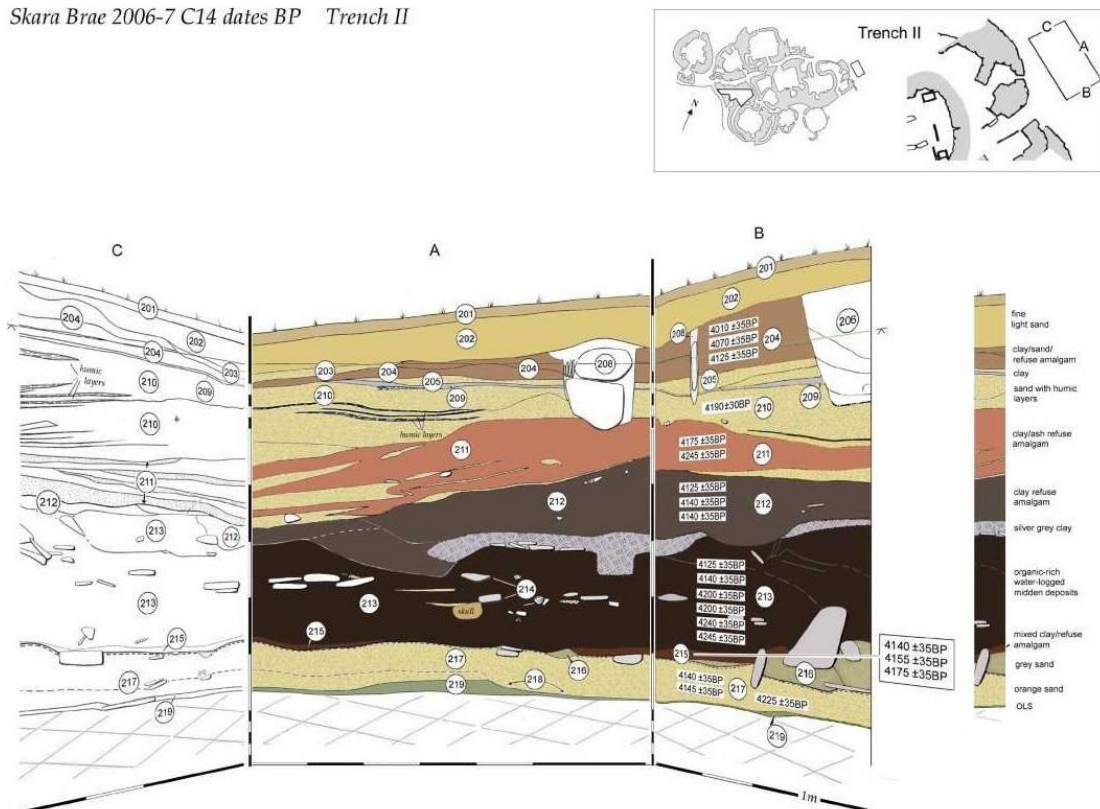 Skara Brae 2006-7 C14 dates BP Trench II
Trench II
C
A
B
N
C
A
B
201
204
202
204
203
humic
layers
210
209
210
211
212
213
212
213
215
217
219
201
202
203
204
204
208
205
210
209
humic layers
211
212
214
213
skull
215
217
216
218
219
201
202
206
208
4010 ±35BP
4070 ±35BP
4125 ±35BP
204
205
209
4190±30BP
210
4175 ±35BP
4245 ±35BP
211
4125 ±35BP
4140 ±35BP
4140 ±35BP
212
4125 ±35BP
4140 ±35BP
4200 ±35BP
4200 ±35BP
4240 ±35BP
4245 ±35BP
213
215
4140 ±35BP
4155 ±35BP
4175 ±35BP
216
4140 ±35BP
4145 ±35BP
217
4225 ±35BP
219
1m
fine
light sand
clay/sand/
refuse amalgam
clay
sand with humic
layers
clay/ash refuse
amalgam
clay refuse
amalgam
silver grey clay
organic-rich
water-logged
midden deposits
mixed clay/refuse
amalgam
grey sand
orange sand
OLS